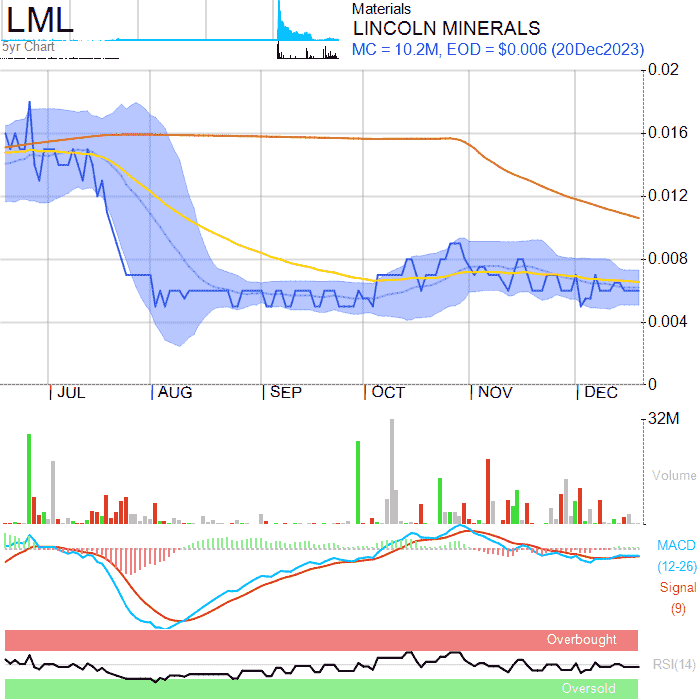 LML
5yr Chart
Materials
LINCOLN MINERALS
MC = 10.2M, EOD = $0.006 (20Dec2023)
0.02
0.016
0.012
0.008
0.004
0
JUL
AUG
SEP
OCT
NOV
DEC
32M
Volume
MACD
(12-26)
Signal
(9)
Overbought
RSI(14)
Oversold